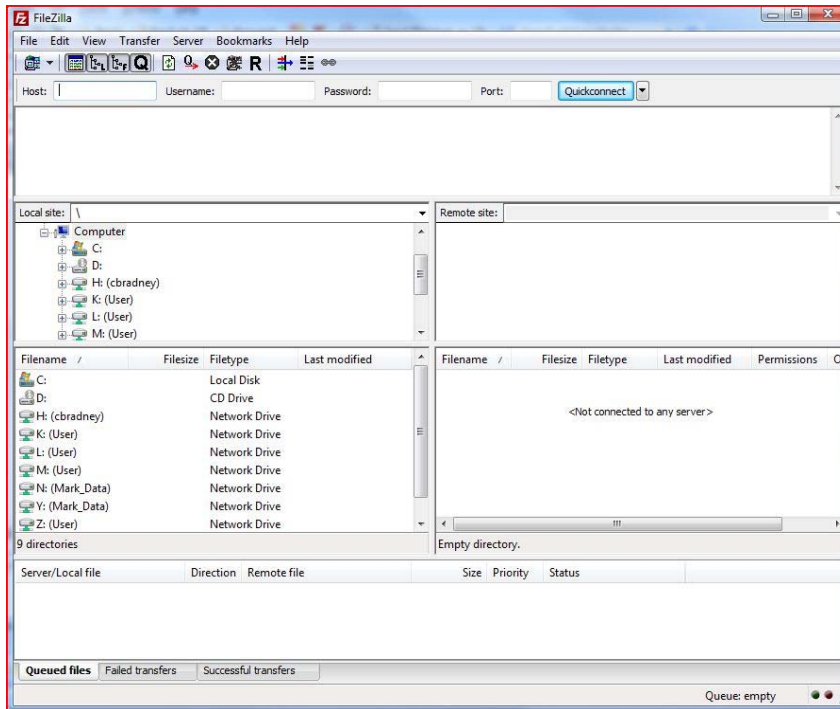 FileZilla
File Edit View Transfer Server Bookmarks Help
Q R
Host: Username: Password: Port: Quickconnect
Local site: \
Computer
C:
D:
H: (cbradney)
K: (User)
L: (User)
M: (User)
Remote site:
Filename / Filesize Filetype Last modified
C: Local Disk
D: CD Drive
H: (cbradney) Network Drive
K: (User) Network Drive
L: (User) Network Drive
M: (User) Network Drive
N: (Mark_Data) Network Drive
Y: (Mark_Data) Network Drive
Z: (User) Network Drive
9 directories
Filename / Filesize Filetype Last modified Permissions O
<Not connected to any server>
Empty directory.
Server/Local file Direction Remote file Size Priority Status
Queued files Failed transfers Successful transfers
Queue: empty